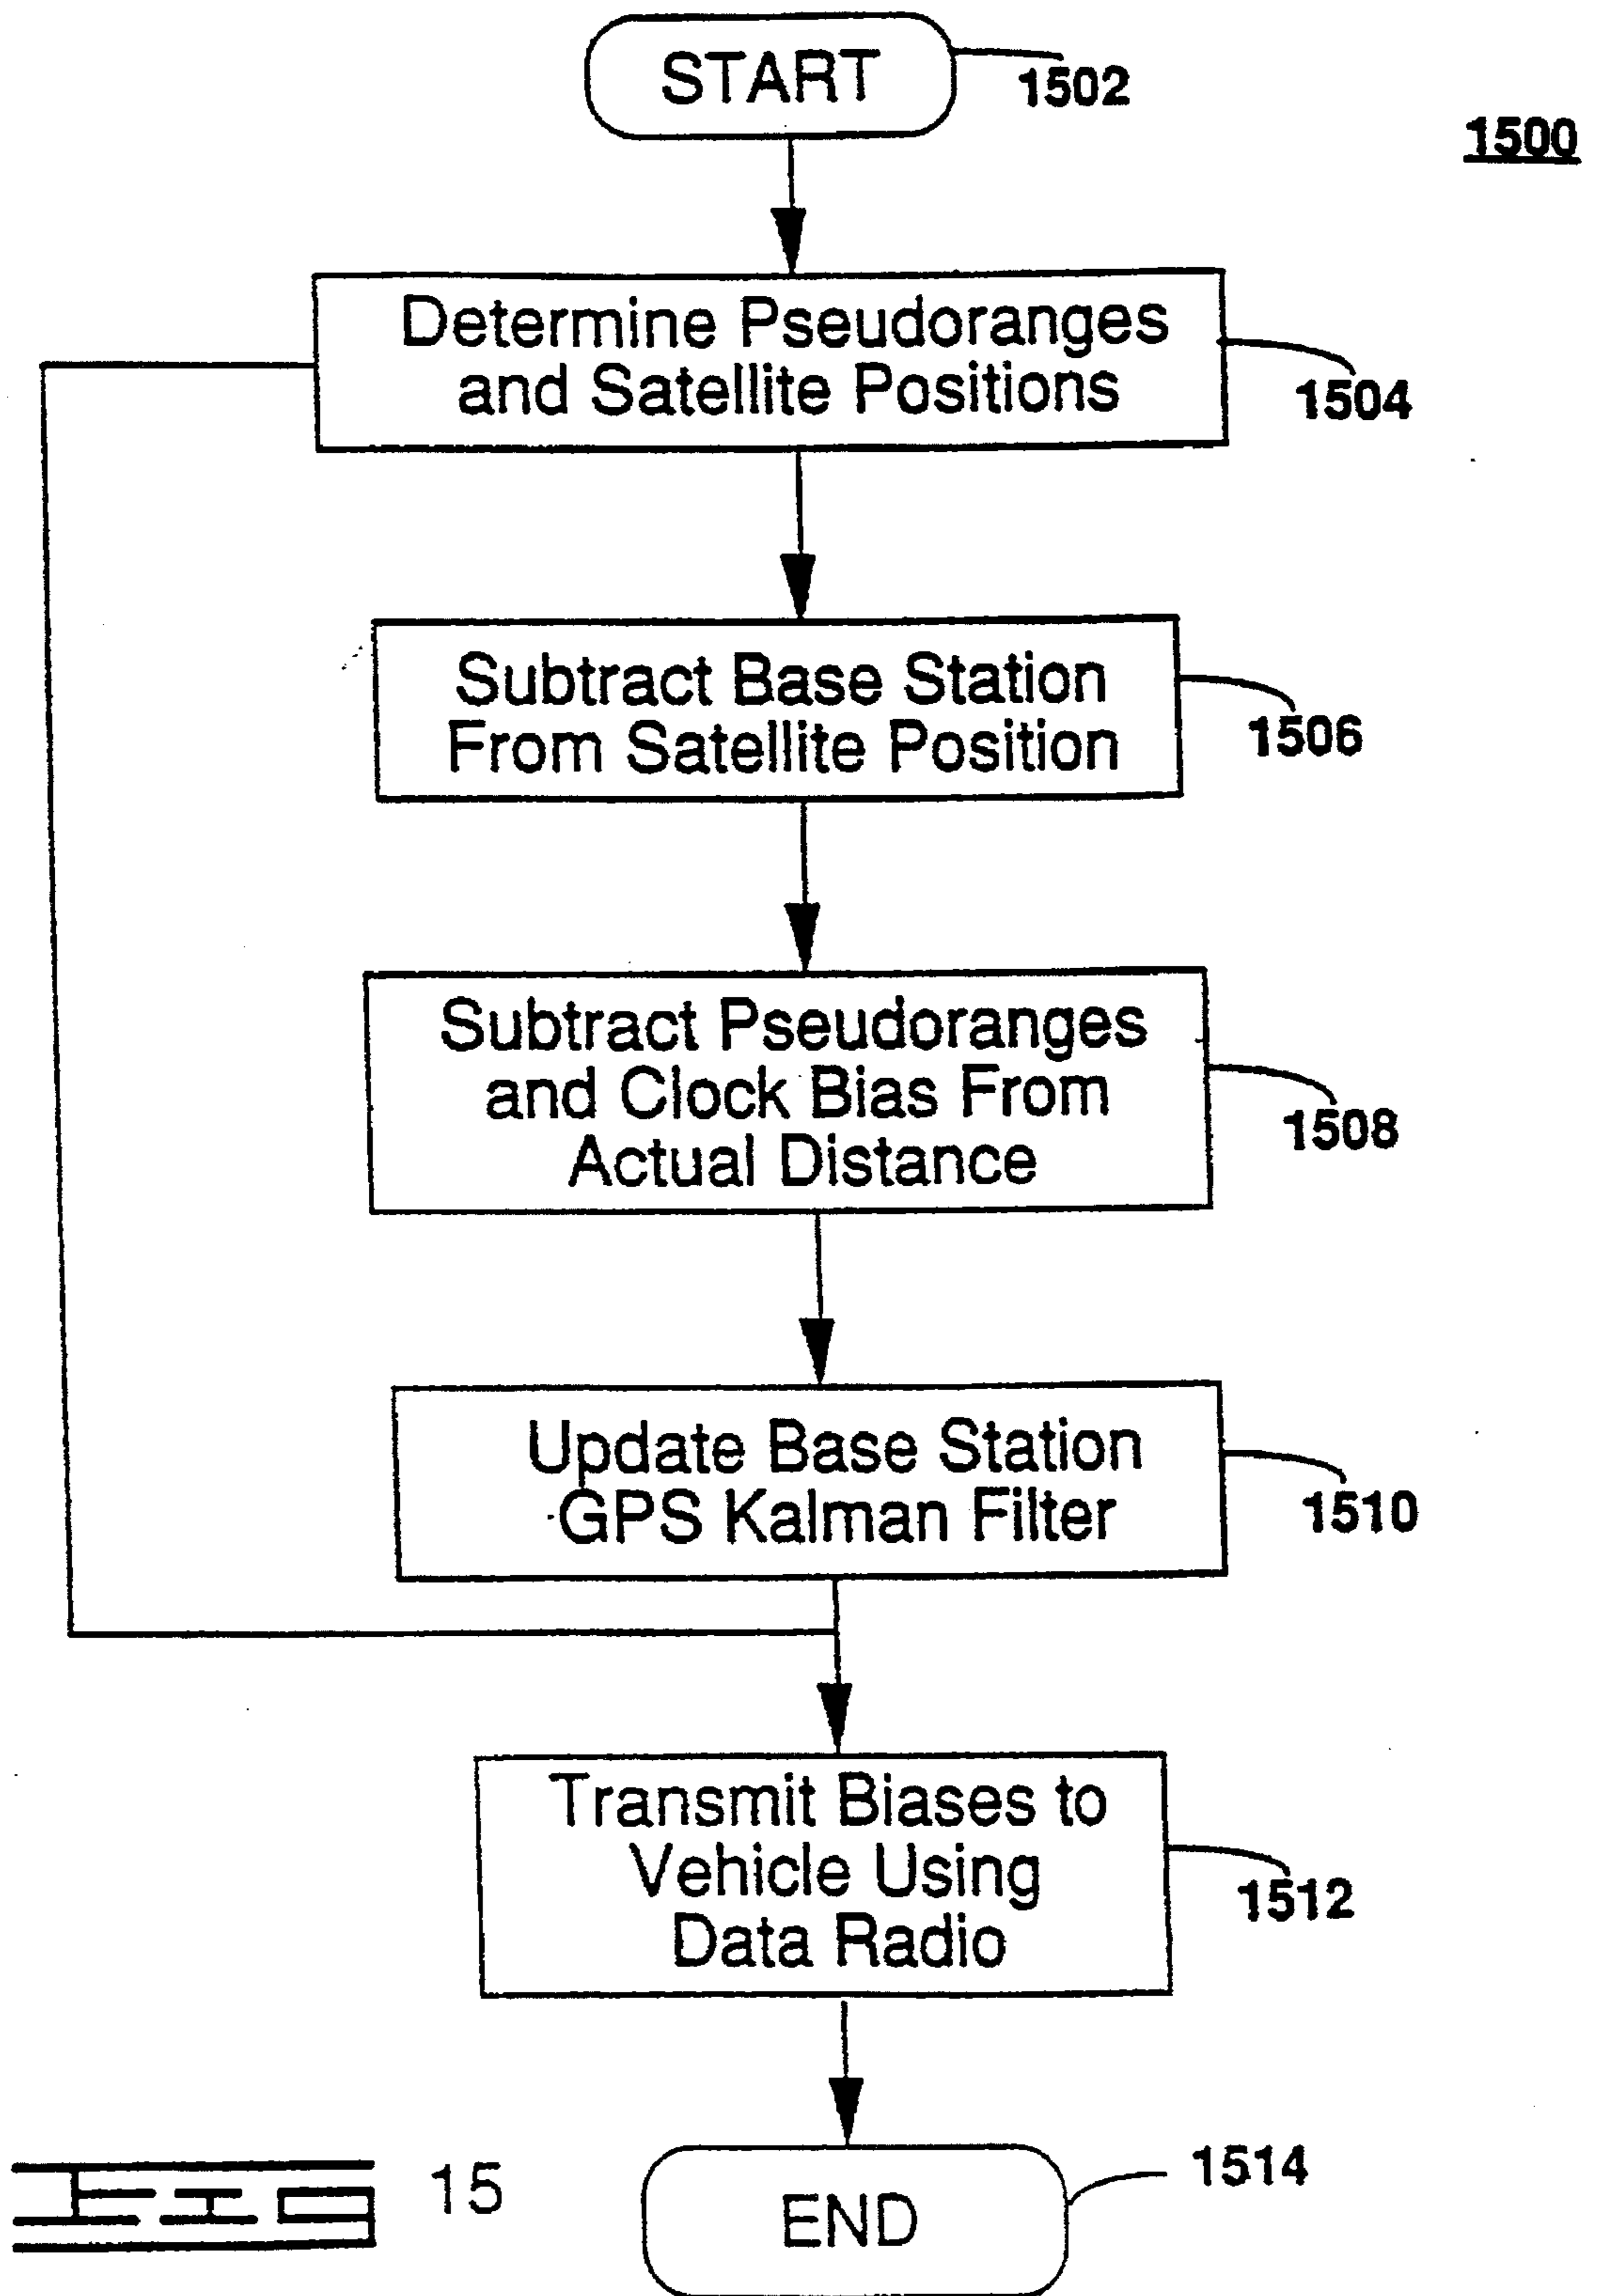 START
1502
1500
Determine Pseudoranges
and Satellite Positions
1504
Subtract Base Station
From Satellite Position
1506
Subtract Pseudoranges
and Clock Bias From
Actual Distance
1508
Update Base Station
GPS Kalman Filter
1510
Transmit Biases to
Vehicle Using
Data Radio
1512
END
1514
FIG 15